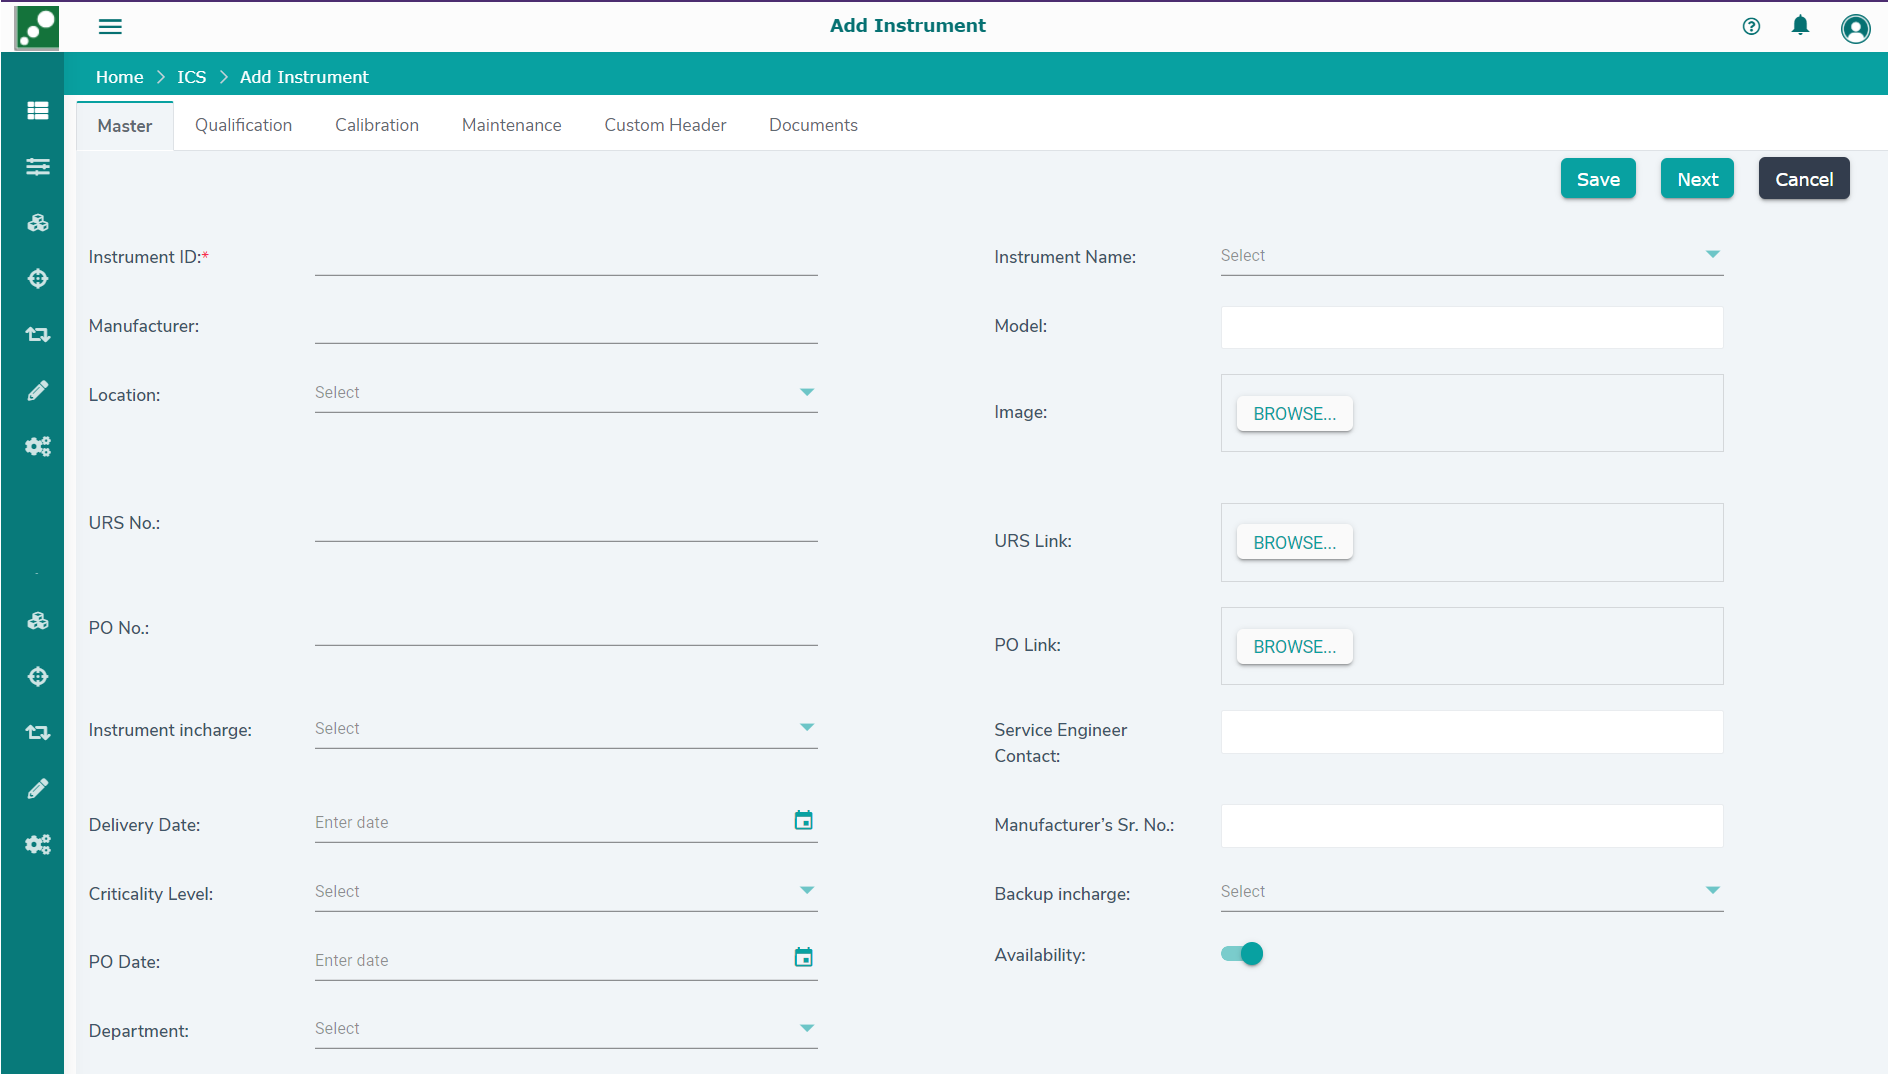 Add Instrument
Home > ICS > Add Instrument
Master Qualification Calibration Maintenance Custom Header Documents
Save Next Cancel
Instrument ID:*
Instrument Name: Select
Manufacturer:
Model:
Location: Select
Image: BROWSE...
URS No.:
URS Link: BROWSE...
PO No.:
PO Link: BROWSE...
Instrument incharge: Select
Service Engineer
Contact:
Delivery Date: Enter date
Manufacturer’s Sr. No.:
Criticality Level: Select
Backup incharge: Select
PO Date: Enter date
Availability:
Department: Select